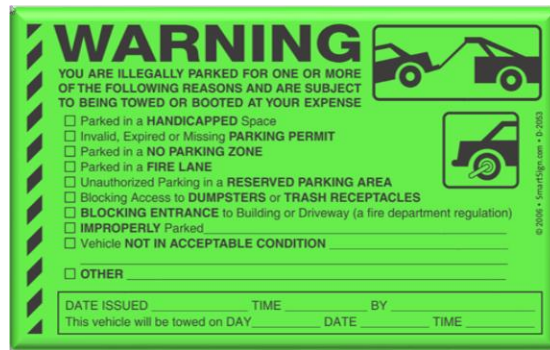 WARNING
YOU ARE ILLEGALLY PARKED FOR ONE OR MORE
OF THE FOLLOWING REASONS AND ARE SUBJECT
TO BEING TOWED OR BOOTED AT YOUR EXPENSE
Parked in a HANDICAPPED Space
Invalid, Expired or Missing PARKING PERMIT
Parked in a NO PARKING ZONE
Parked in a FIRE LANE
Unauthorized Parking in a RESERVED PARKING AREA
Blocking Access to DUMPSTERS or TRASH RECEPTACLES
BLOCKING ENTRANCE to Building or Driveway (a fire department regulation)
IMPROPERLY Parked
Vehicle NOT IN ACCEPTABLE CONDITION
OTHER
DATE ISSUED TIME BY
This vehicle will be towed on DAY DATE TIME
© 2006 • SmartSign.com • D-2053